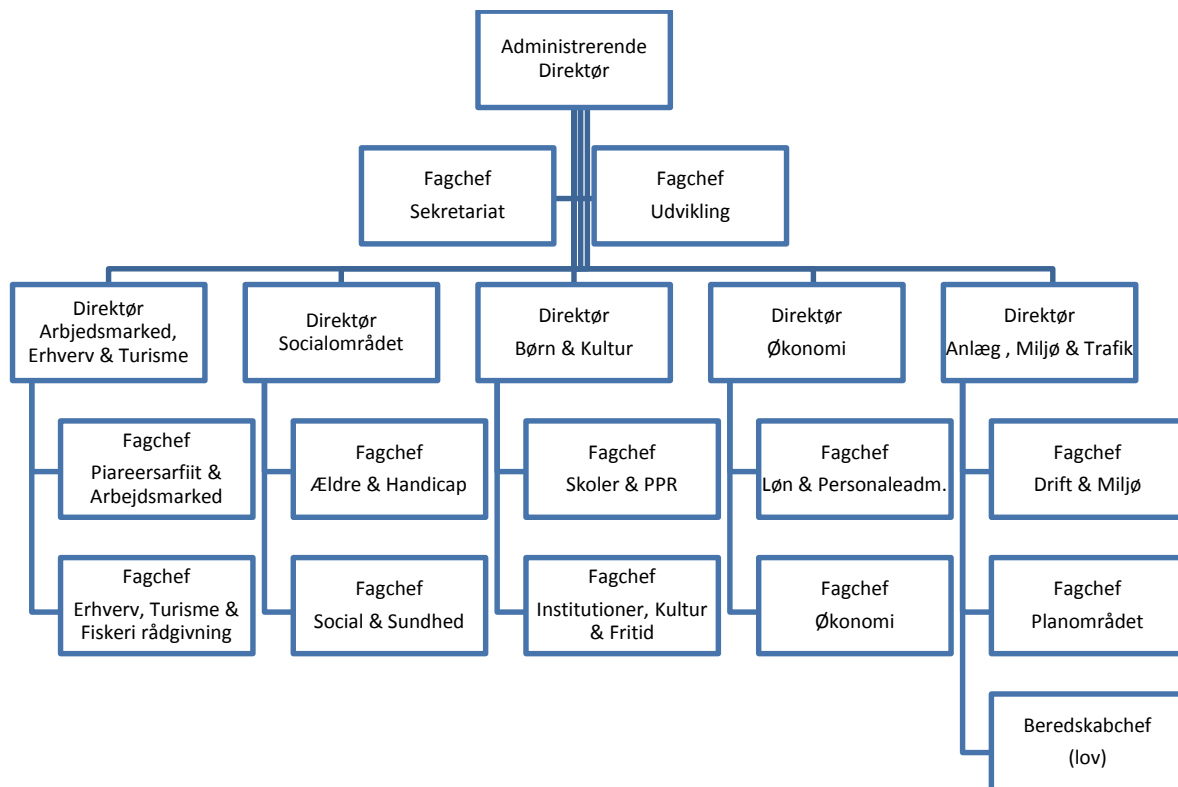 Administrerende
Direktør
Fagchef
Sekretariat
Fagchef
Udvikling
Direktør
Arbjedsmarked,
Erhverv & Turisme
Direktør
Socialområdet
Direktør
Børn & Kultur
Direktør
Økonomi
Direktør
Anlæg , Miljø & Trafik
Fagchef
Piareersarfiit &
Arbejdsmarked
Fagchef
Ældre & Handicap
Fagchef
Skoler & PPR
Fagchef
Løn & Personaleadm.
Fagchef
Drift & Miljø
Fagchef
Erhverv, Turisme &
Fiskeri rådgivning
Fagchef
Social & Sundhed
Fagchef
Institutioner, Kultur
& Fritid
Fagchef
Økonomi
Fagchef
Planområdet
Beredskabchef
(lov)